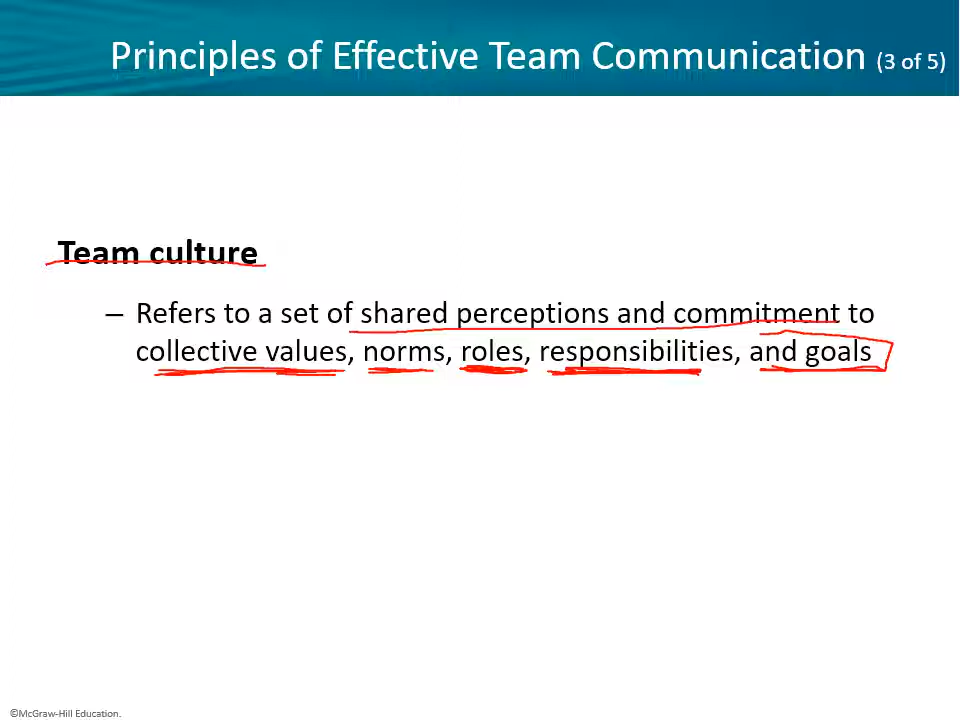 Principles of Effective Team Communication (3 of 5)
Team culture
– Refers to a set of shared perceptions and commitment to
collective values, norms, roles, responsibilities, and goals
©McGraw-Hill Education.